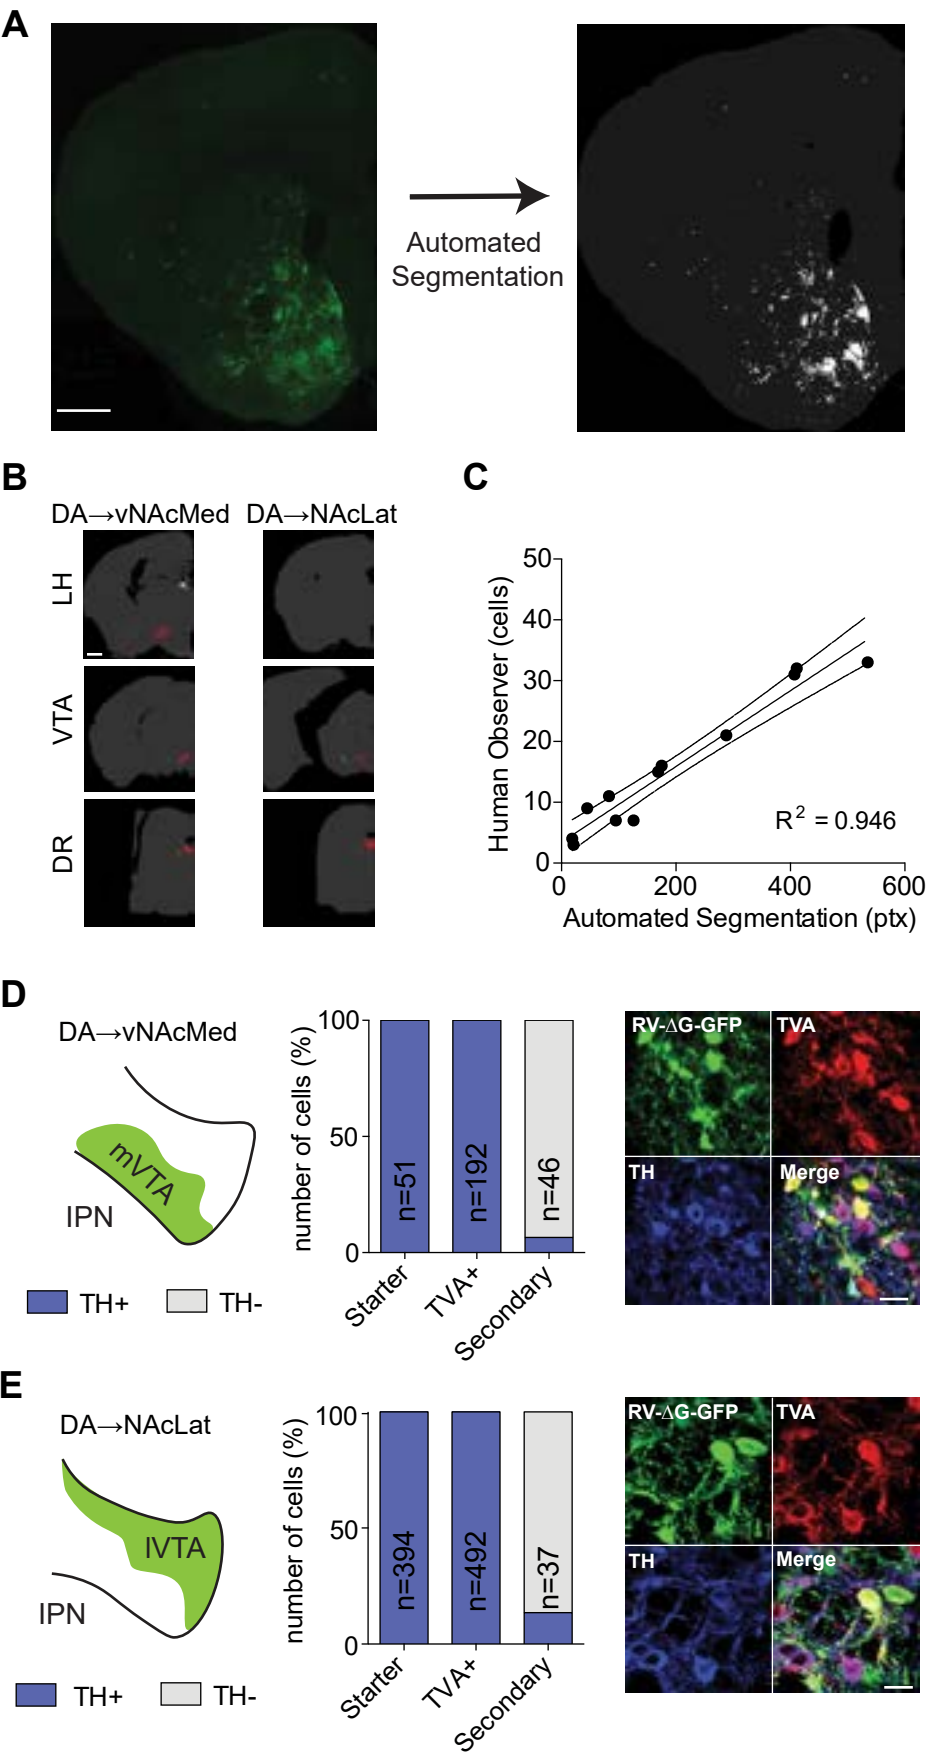 A
Automated
Segmentation
B
DA→vNAcMed DA→NAcLat
LH
VTA
DR
C
Human Observer (cells)
50
40
30
20
10
0
R² = 0.946
0 200 400 600
Automated Segmentation (ptx)
D
DA→vNAcMed
mVTA
IPN
TH+ TH-
number of cells (%)
100
50
0
n=51 n=192 n=46
Starter TVA+ Secondary
RV-ΔG-GFP TVA
TH Merge
E
DA→NAcLat
lVTA
IPN
TH+ TH-
number of cells (%)
100
50
0
n=394 n=492 n=37
Starter TVA+ Secondary
RV-ΔG-GFP TVA
TH Merge